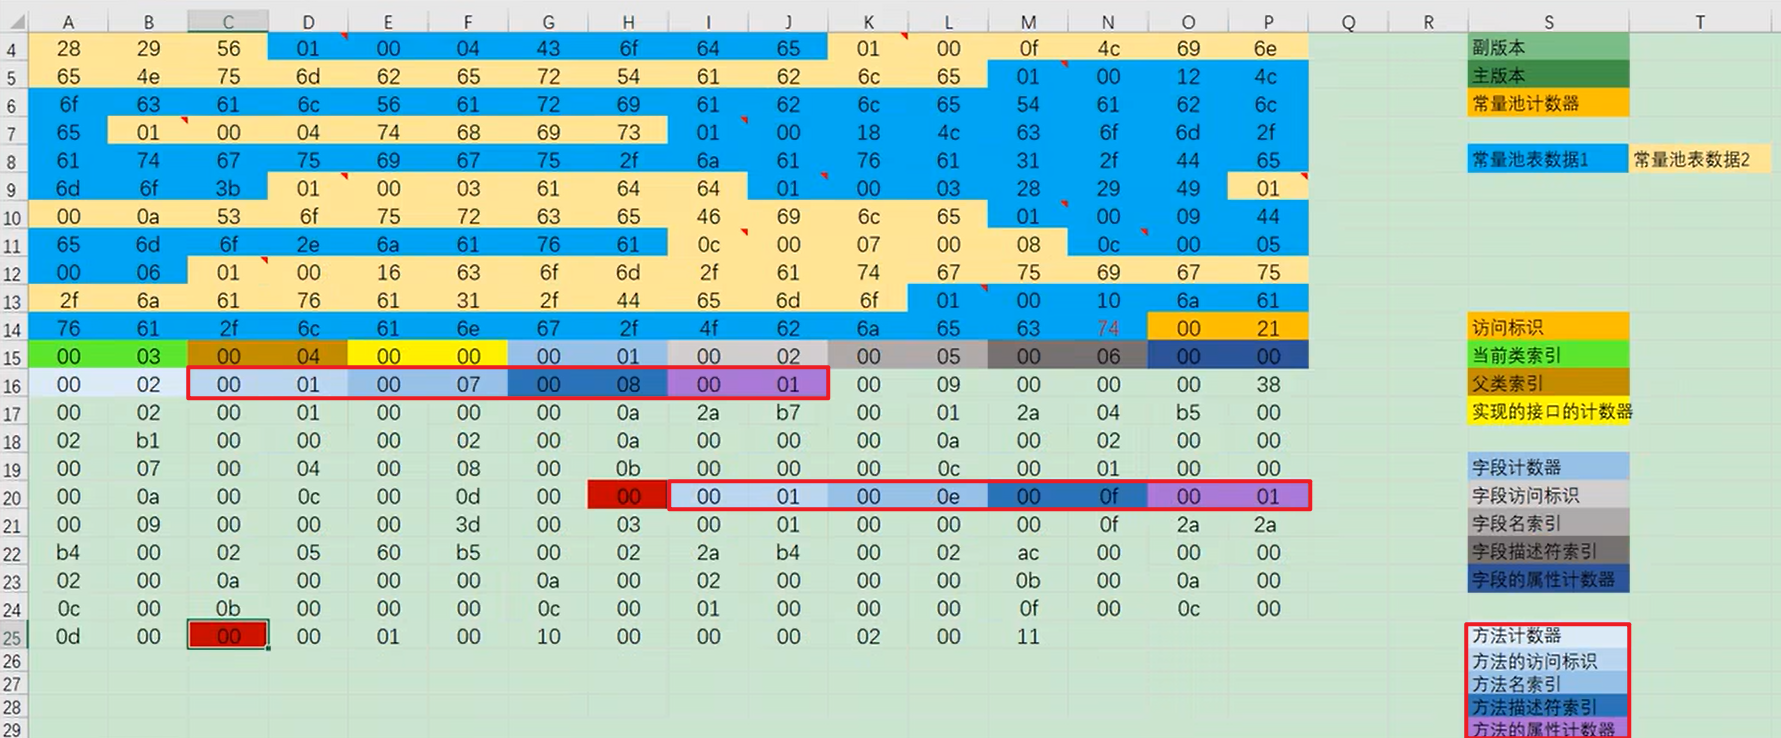 A B C D E F G H I J K L M N O P Q R S T
4 28 29 56 01 00 04 43 6f 64 65 01 00 0f 4c 69 6e 副版本
5 65 4e 75 6d 62 65 72 54 61 62 6c 65 01 00 12 4c 主版本
6 6f 63 61 6c 56 61 72 69 61 62 6c 65 54 61 62 6c 常量池计数器
7 65 01 00 04 74 68 69 73 01 00 18 4c 63 6f 6d 2f
8 61 74 67 75 69 67 75 2f 6a 61 76 61 31 2f 44 65 常量池表数据1 常量池表数据2
9 6d 6f 3b 01 00 03 61 64 64 01 00 03 28 29 49 01
10 00 0a 53 6f 75 72 63 65 46 69 6c 65 01 00 09 44
11 65 6d 6f 2e 6a 61 76 61 0c 00 07 00 08 0c 00 05
12 00 06 01 00 16 63 6f 6d 2f 61 74 67 75 69 67 75
13 2f 6a 61 76 61 31 2f 44 65 6d 6f 01 00 10 6a 61
14 76 61 2f 6c 61 6e 67 2f 4f 62 6a 65 63 74 00 21 访问标识
15 00 03 00 04 00 00 00 01 00 02 00 05 00 06 00 00 当前类索引
16 00 02 00 01 00 07 00 08 00 01 00 09 00 00 00 38 父类索引
17 00 02 00 01 00 00 00 0a 2a b7 00 01 2a 04 b5 00 实现的接口的计数器
18 02 b1 00 00 00 02 00 0a 00 00 00 0a 00 02 00 00
19 00 07 00 04 00 08 00 0b 00 00 00 0c 00 01 00 00 字段计数器
20 00 0a 00 0c 00 0d 00 00 00 01 00 0e 00 0f 00 01 字段访问标识
21 00 09 00 00 00 3d 00 03 00 01 00 00 00 0f 2a 2a 字段名索引
22 b4 00 02 05 60 b5 00 02 2a b4 00 02 ac 00 00 00 字段描述符索引
23 02 00 0a 00 00 00 0a 00 02 00 00 00 0b 00 0a 00 字段的属性计数器
24 0c 00 0b 00 00 00 0c 00 01 00 00 00 0f 00 0c 00
25 0d 00 00 00 01 00 10 00 00 00 02 00 11 方法计数器
26 方法的访问标识
27 方法名索引
28 方法描述符索引
29 方法的属性计数器